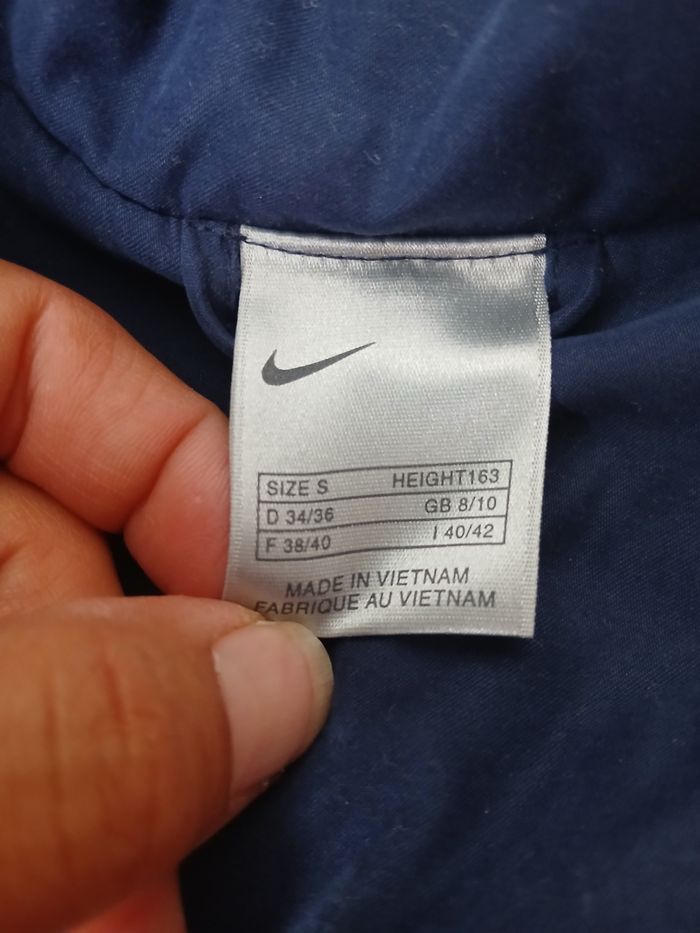 SIZE S HEIGHT163
D 34/36 GB 8/10
F 38/40 I 40/42
MADE IN VIETNAM
FABRIQUE AU VIETNAM